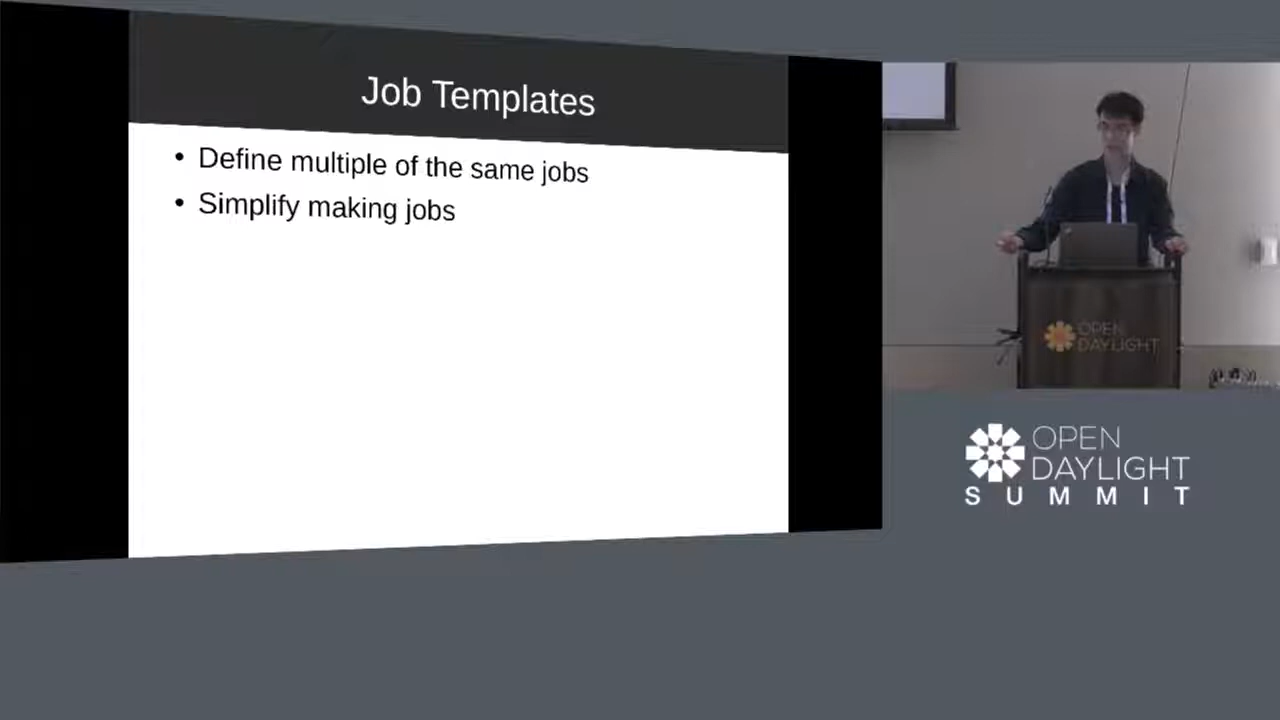 Job Templates
• Define multiple of the same jobs
• Simplify making jobs
OPEN
DAYLIGHT
OPEN
DAYLIGHT
SUMMIT